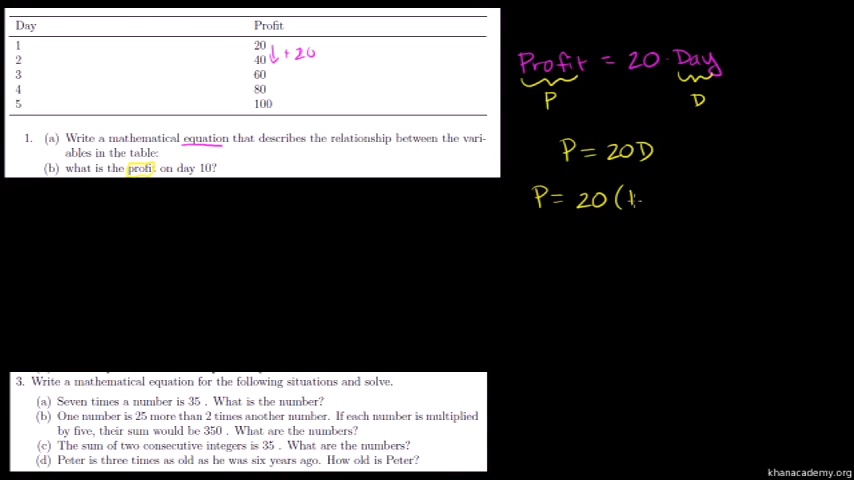 Day Profit
1 20
2 40 + 20
3 60
4 80
5 100
1. (a) Write a mathematical equation that describes the relationship between the vari-
ables in the table:
(b) what is the profi on day 10?
Profit = 20 · Day
P D
P = 20D
P = 20 (
3. Write a mathematical equation for the following situations and solve.
(a) Seven times a number is 35 . What is the number?
(b) One number is 25 more than 2 times another number. If each number is multiplied
by five, their sum would be 350 . What are the numbers?
(c) The sum of two consecutive integers is 35 . What are the numbers?
(d) Peter is three times as old as he was six years ago. How old is Peter?
khanacademy.org